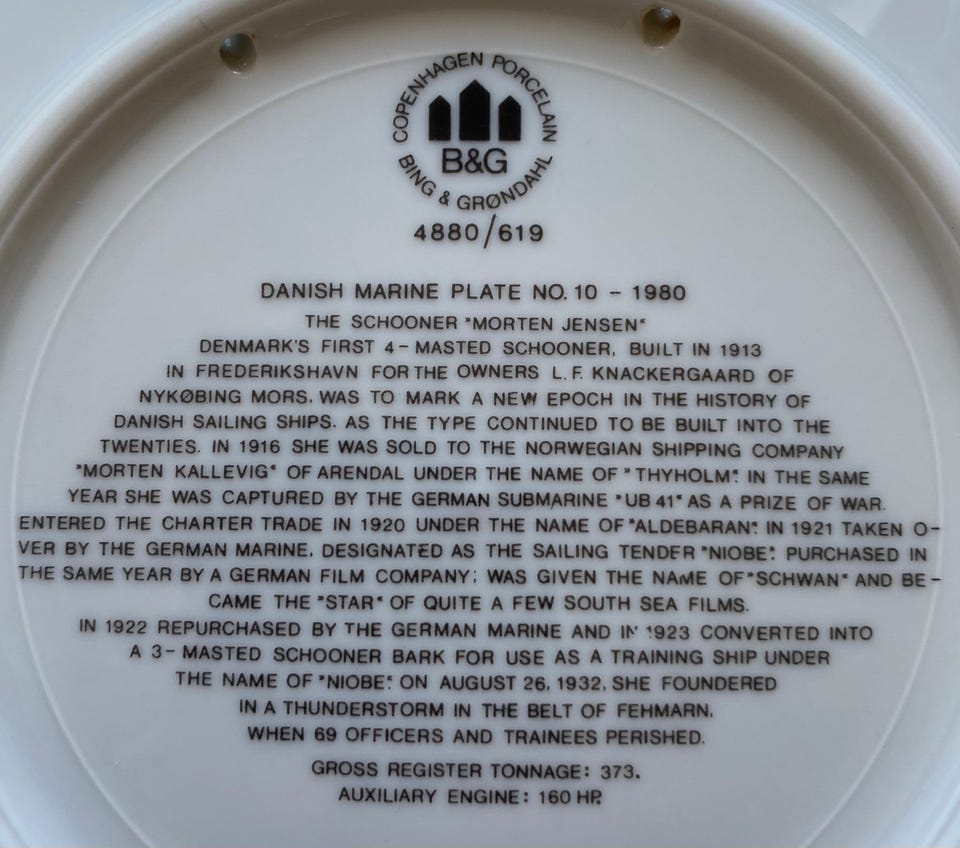 COPENHAGEN PORCELAIN
B&G
BING & GRØNDAHL
4880/619
DANISH MARINE PLATE NO. 10 - 1980
THE SCHOONER "MORTEN JENSEN"
DENMARK'S FIRST 4-MASTED SCHOONER, BUILT IN 1913
IN FREDERIKSHAVN FOR THE OWNERS L.F. KNACKERGAARD OF
NYKØBING MORS, WAS TO MARK A NEW EPOCH IN THE HISTORY OF
DANISH SAILING SHIPS. AS THE TYPE CONTINUED TO BE BUILT INTO THE
TWENTIES. IN 1916 SHE WAS SOLD TO THE NORWEGIAN SHIPPING COMPANY
"MORTEN KALLEVIG" OF ARENDAL UNDER THE NAME OF "THYHOLM". IN THE SAME
YEAR SHE WAS CAPTURED BY THE GERMAN SUBMARINE "UB 41" AS A PRIZE OF WAR.
ENTERED THE CHARTER TRADE IN 1920 UNDER THE NAME OF "ALDEBARAN". IN 1921 TAKEN O-
VER BY THE GERMAN MARINE, DESIGNATED AS THE SAILING TENDER "NIOBE". PURCHASED IN
THE SAME YEAR BY A GERMAN FILM COMPANY; WAS GIVEN THE NAME OF "SCHWAN" AND BE-
CAME THE "STAR" OF QUITE A FEW SOUTH SEA FILMS.
IN 1922 REPURCHASED BY THE GERMAN MARINE AND IN 1923 CONVERTED INTO
A 3-MASTED SCHOONER BARK FOR USE AS A TRAINING SHIP UNDER
THE NAME OF "NIOBE". ON AUGUST 26, 1932, SHE FOUNDERED
IN A THUNDERSTORM IN THE BELT OF FEHMARN,
WHEN 69 OFFICERS AND TRAINEES PERISHED.
GROSS REGISTER TONNAGE: 373.
AUXILIARY ENGINE: 160 HP.